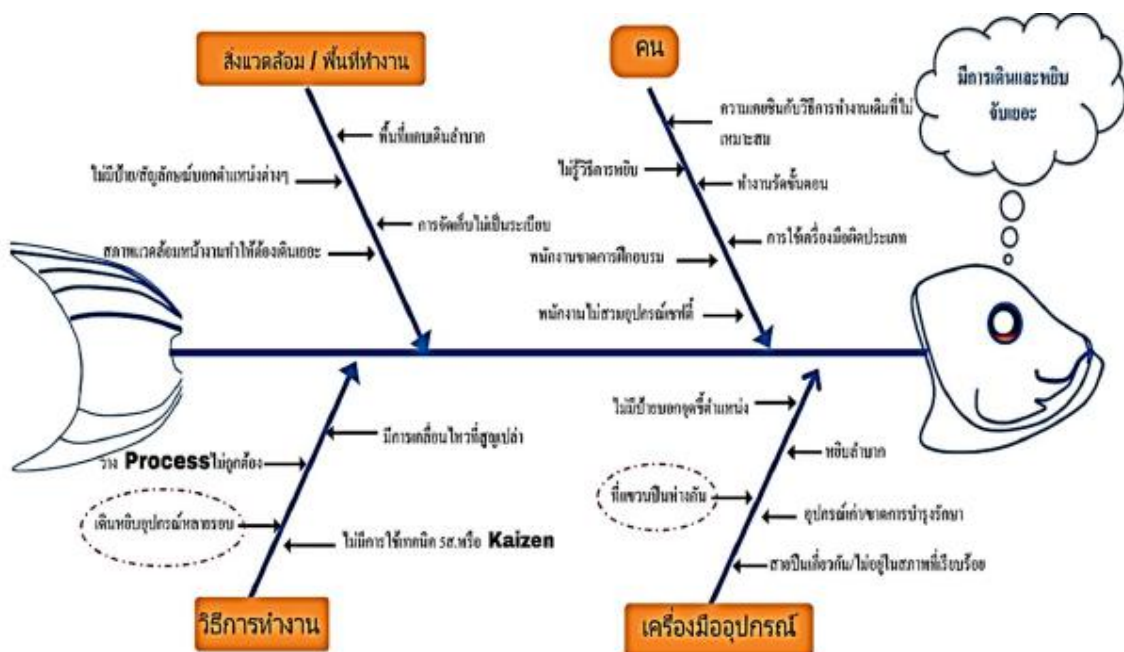 สิ่งแวดล้อม / พื้นที่ทำงาน
คน
มีการเดินและหยิบ
จับเยอะ
พื้นที่แคบเดินลำบาก
ไม่มีป้าย/สัญลักษณ์บอกตำแหน่งต่างๆ
การจัดเก็บไม่เป็นระเบียบ
สภาพแวดล้อมหน้างานทำให้ต้องเดินเยอะ
ความเคยชินกับวิธีการทำงานเดิมที่ไม่
เหมาะสม
ไม่รู้วิธีการหยิบ
ทำงานรัดขั้นตอน
การใช้เครื่องมือผิดประเภท
พนักงานขาดการฝึกอบรม
พนักงานไม่สวมอุปกรณ์เซฟตี้
มีการเคลื่อนไหวที่สูญเปล่า
วาง Processไม่ถูกต้อง
เดินหยิบอุปกรณ์หลายรอบ
ไม่มีการใช้เทคนิค 5ส.หรือ Kaizen
วิธีการทำงาน
ไม่มีป้ายบอกจุดชี้ตำแหน่ง
หยิบลำบาก
ที่แขวนปืนห่างกัน
อุปกรณ์เก่า/ขาดการบำรุงรักษา
สายปืนเกี่ยวกัน/ไม่อยู่ในสภาพที่เรียบร้อย
เครื่องมืออุปกรณ์